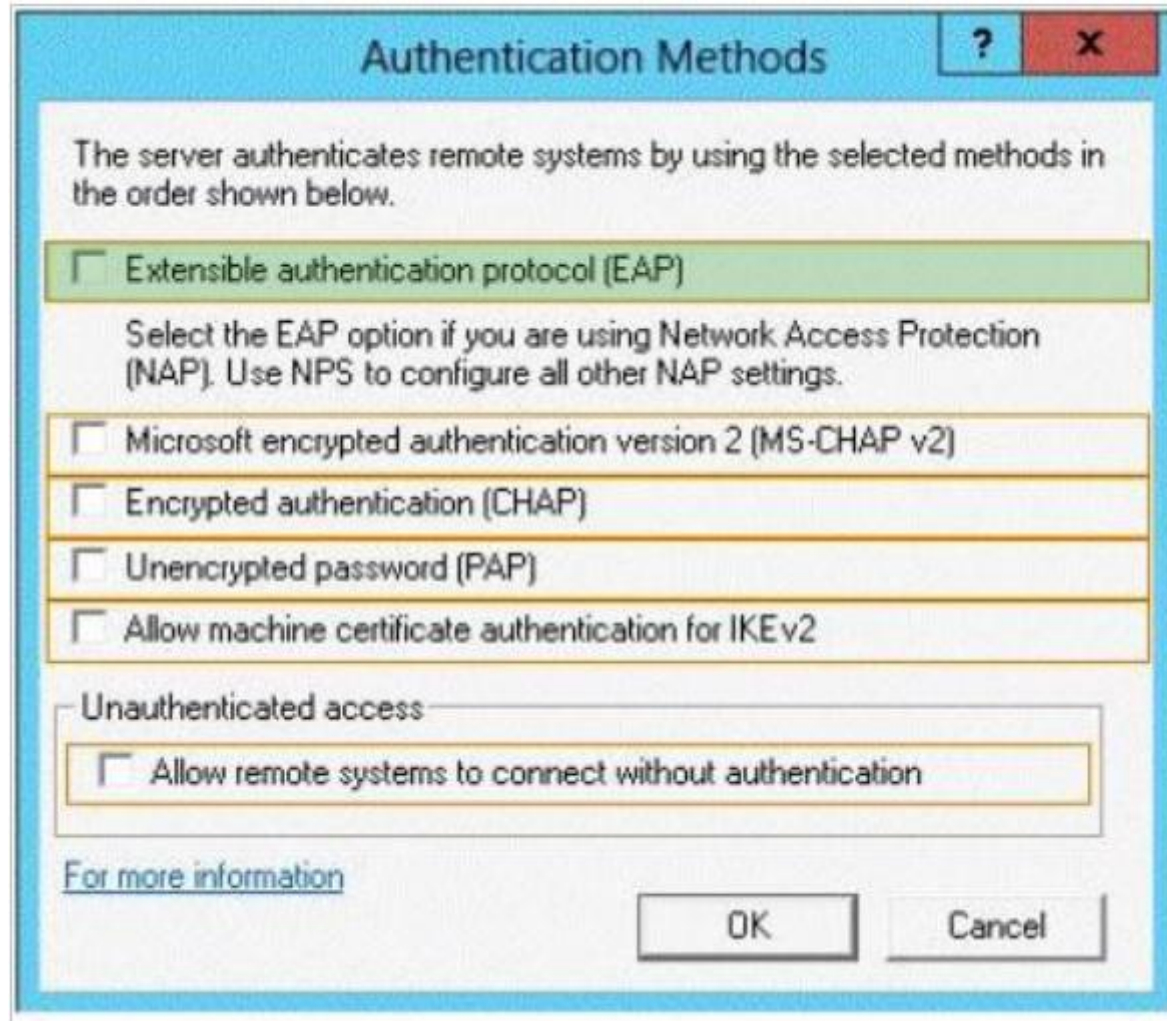 Authentication Methods
?
x
The server authenticates remote systems by using the selected methods in
the order shown below.
Extensible authentication protocol (EAP)
Select the EAP option if you are using Network Access Protection
(NAP). Use NPS to configure all other NAP settings.
Microsoft encrypted authentication version 2 (MS-CHAP v2)
Encrypted authentication (CHAP)
Unencrypted password (PAP)
Allow machine certificate authentication for IKEv2
Unauthenticated access
Allow remote systems to connect without authentication
For more information
OK
Cancel